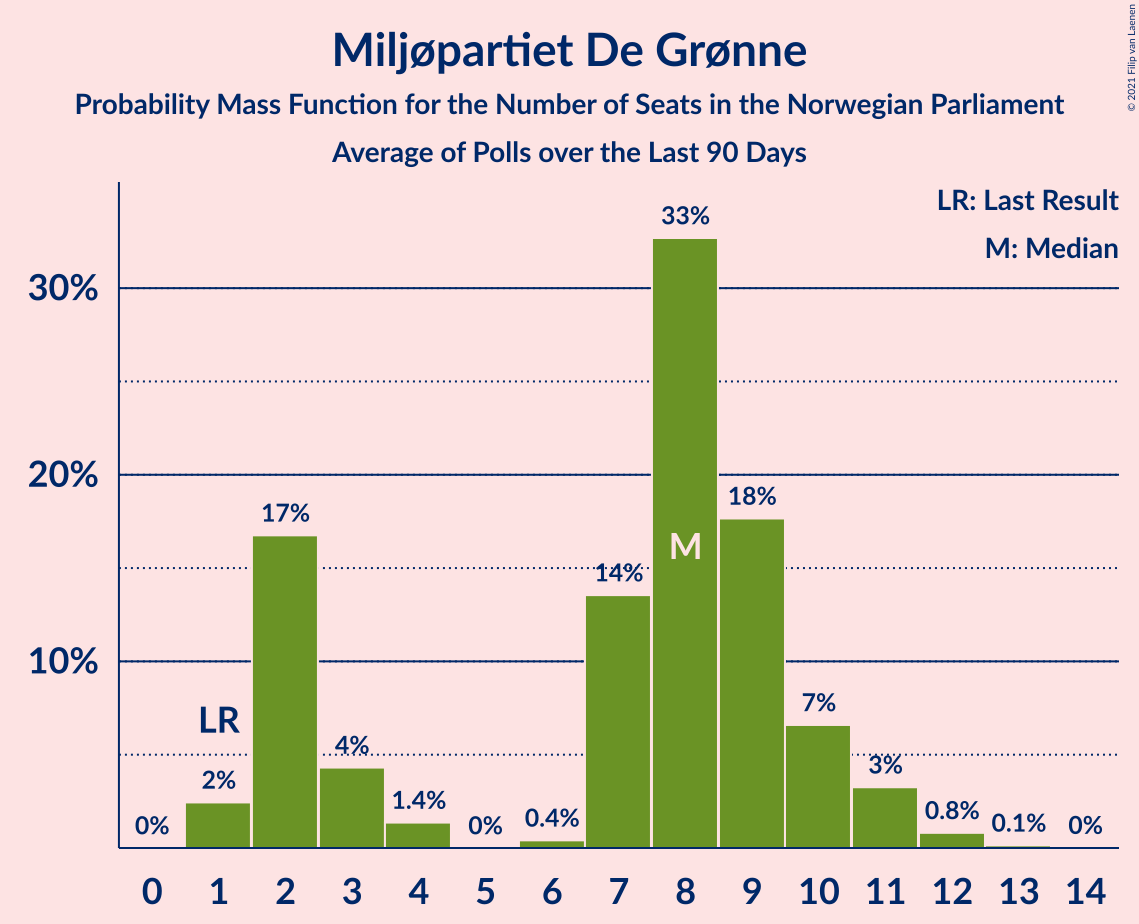 Miljøpartiet De Grønne
Probability Mass Function for the Number of Seats in the Norwegian Parliament
Average of Polls over the Last 90 Days
© 2021 Filip van Laenen
LR: Last Result
M: Median
30%
20%
10%
0%
2%
LR
17%
4%
1.4%
0%
0.4%
14%
33%
M
18%
7%
3%
0.8%
0.1%
0%
0 1 2 3 4 5 6 7 8 9 10 11 12 13 14